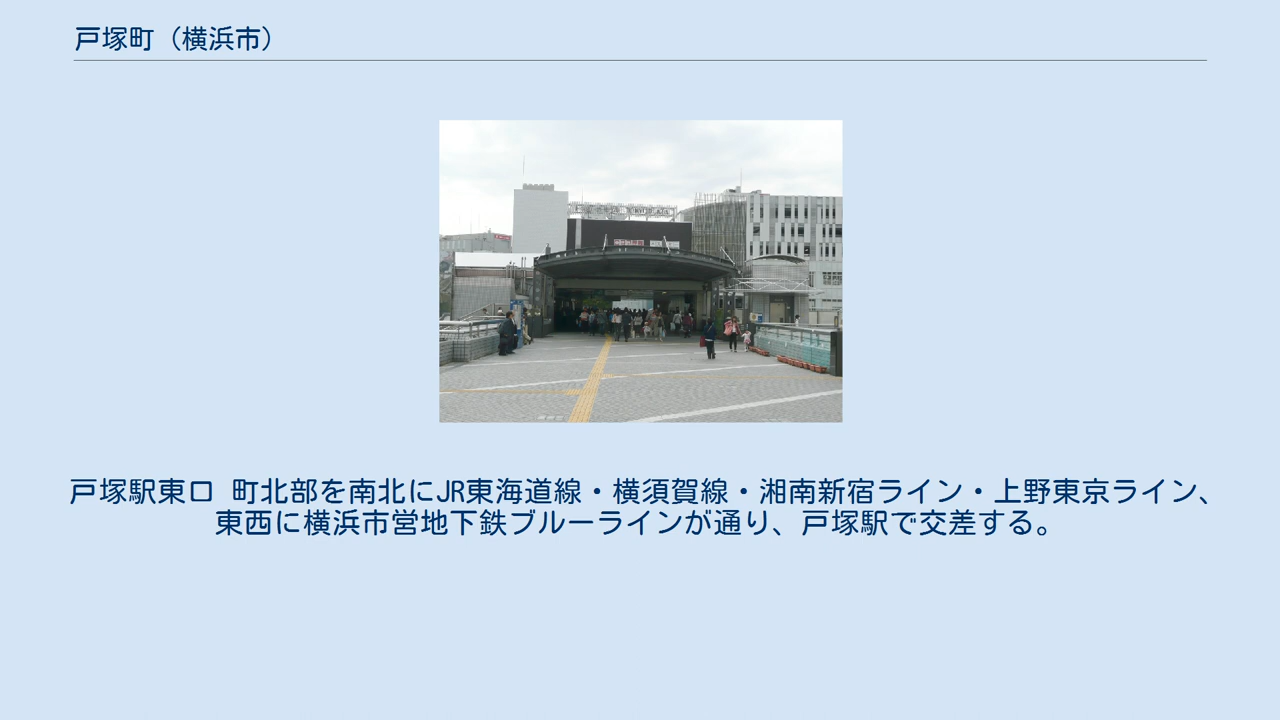 戸塚町（横浜市）
戸塚駅東口 町北部を南北にJR東海道線・横須賀線・湘南新宿ライン・上野東京ライン、
東西に横浜市営地下鉄ブルーラインが通り、戸塚駅で交差する。